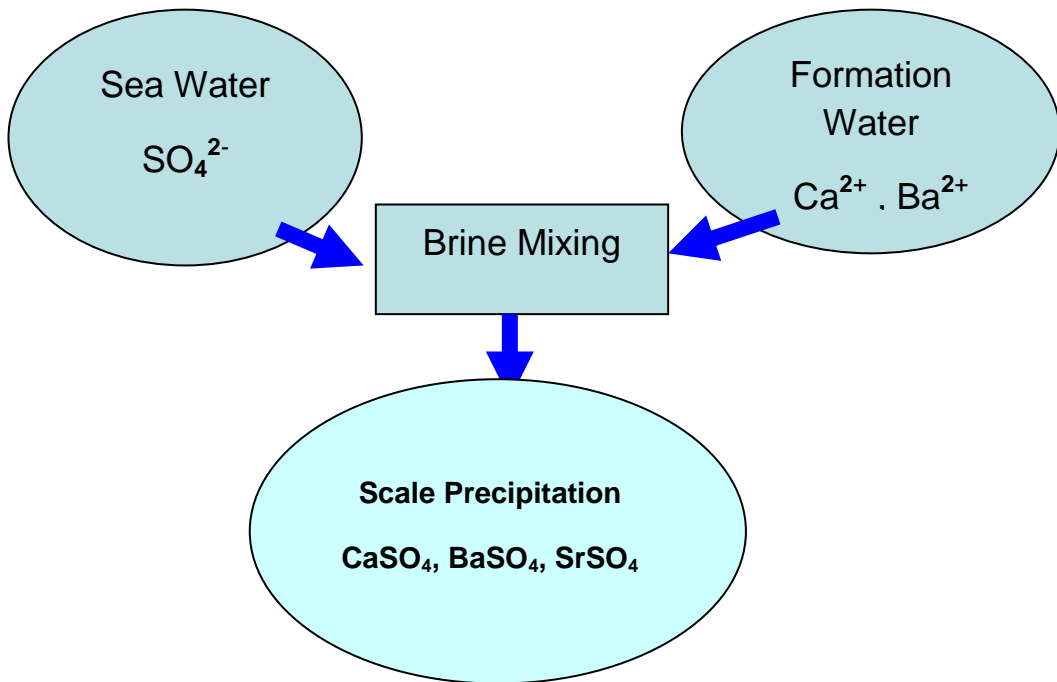 Sea Water
SO₄²⁻
Formation
Water
Ca²⁺ , Ba²⁺
Brine Mixing
Scale Precipitation
CaSO₄, BaSO₄, SrSO₄